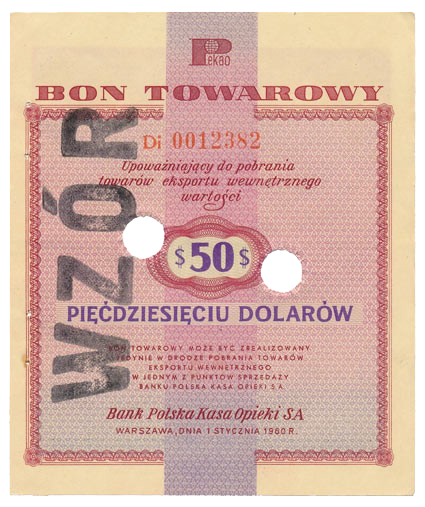 Pekao
BON TOWAROWY
Di 0012382
Upoważniający do pobrania
towarów eksportu wewnętrznego
wartości
$50$
PIĘĆDZIESIĘCIU DOLARÓW
BON TOWAROWY MOŻE BYĆ ZREALIZOWANY
JEDYNIE W DRODZE POBRANIA TOWARÓW
EKSPORTU WEWNĘTRZNEGO
W JEDNYM Z PUNKTÓW SPRZEDAŻY
BANKU POLSKA KASA OPIEKI S.A.
Bank Polska Kasa Opieki SA
WARSZAWA, DNIA 1 STYCZNIA 1960 R.
WZÓR